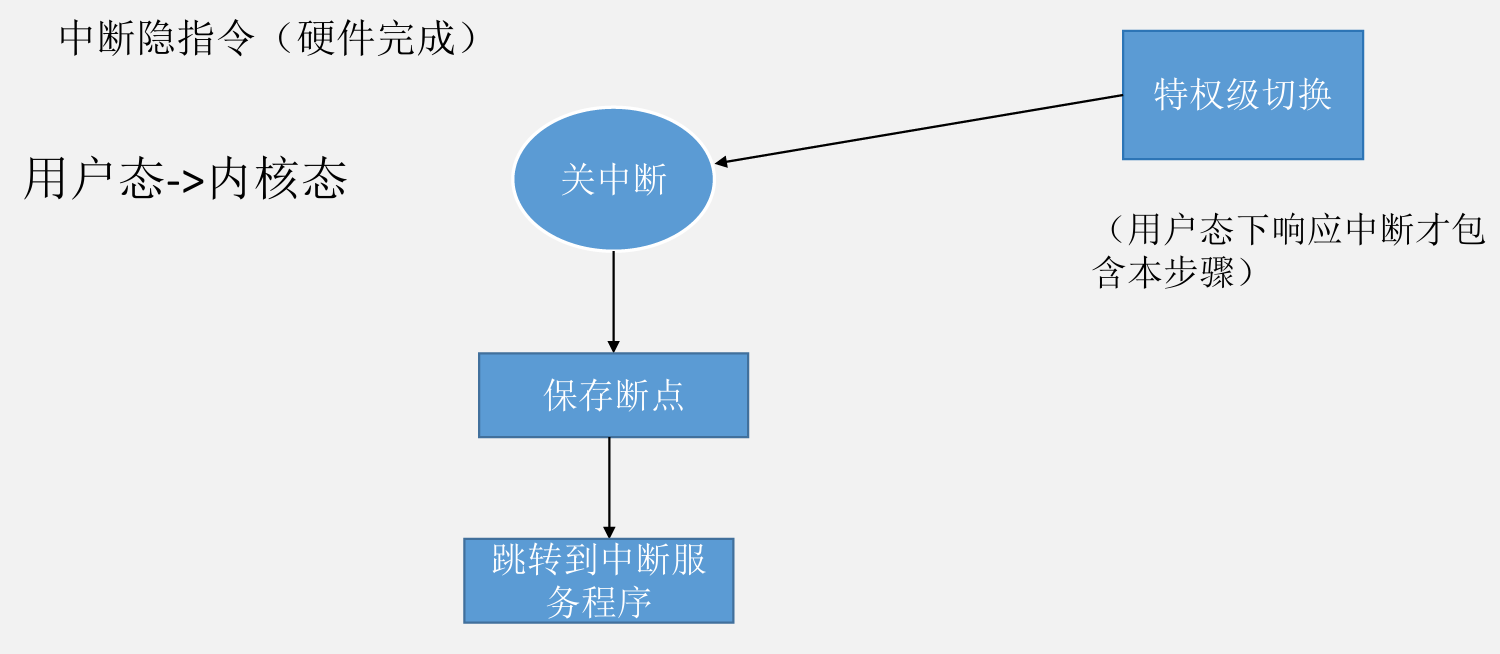 中断隐指令（硬件完成）
特权级切换
用户态->内核态
关中断
（用户态下响应中断才包
含本步骤）
保存断点
跳转到中断服
务程序